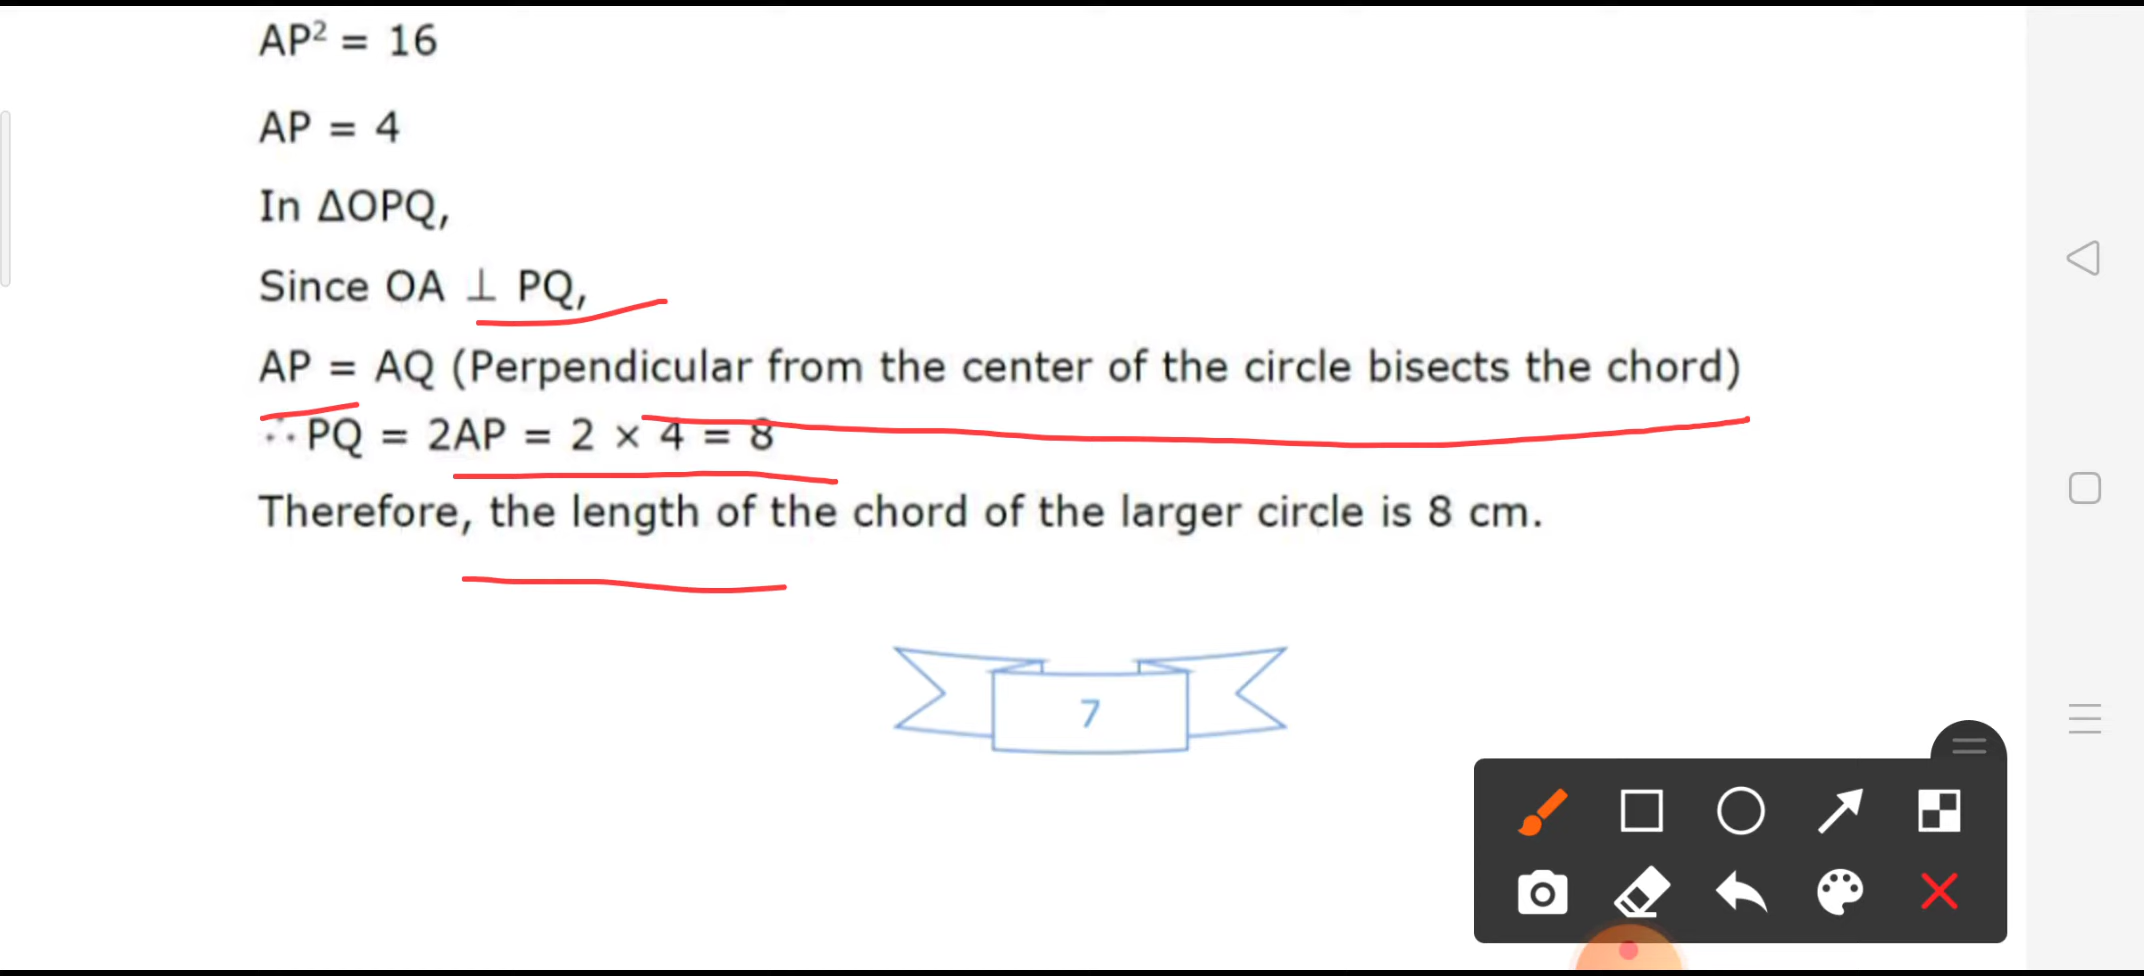 AP² = 16
AP = 4
In ΔOPQ,
Since OA ⊥ PQ,
AP = AQ (Perpendicular from the center of the circle bisects the chord)
∴ PQ = 2AP = 2 × 4 = 8
Therefore, the length of the chord of the larger circle is 8 cm.
7